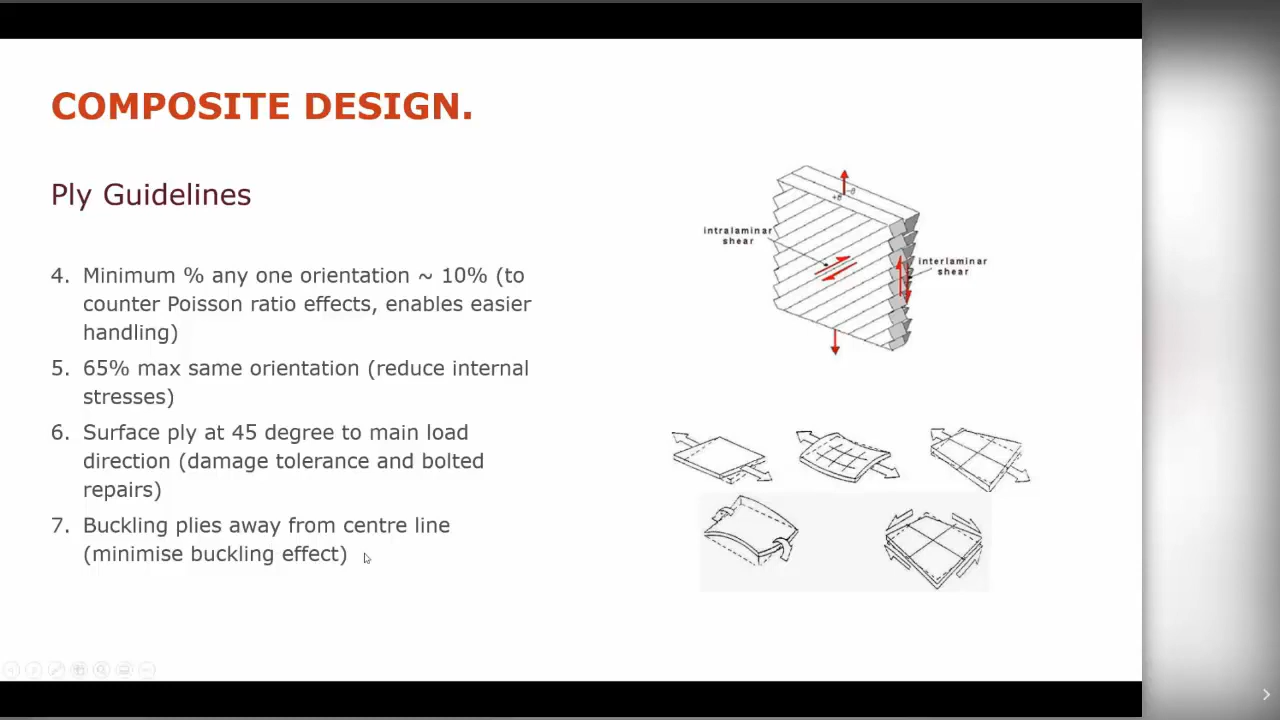 COMPOSITE DESIGN.
Ply Guidelines
4. Minimum % any one orientation ~ 10% (to
counter Poisson ratio effects, enables easier
handling)
5. 65% max same orientation (reduce internal
stresses)
6. Surface ply at 45 degree to main load
direction (damage tolerance and bolted
repairs)
7. Buckling plies away from centre line
(minimise buckling effect)
intralaminar
shear
interlaminar
shear